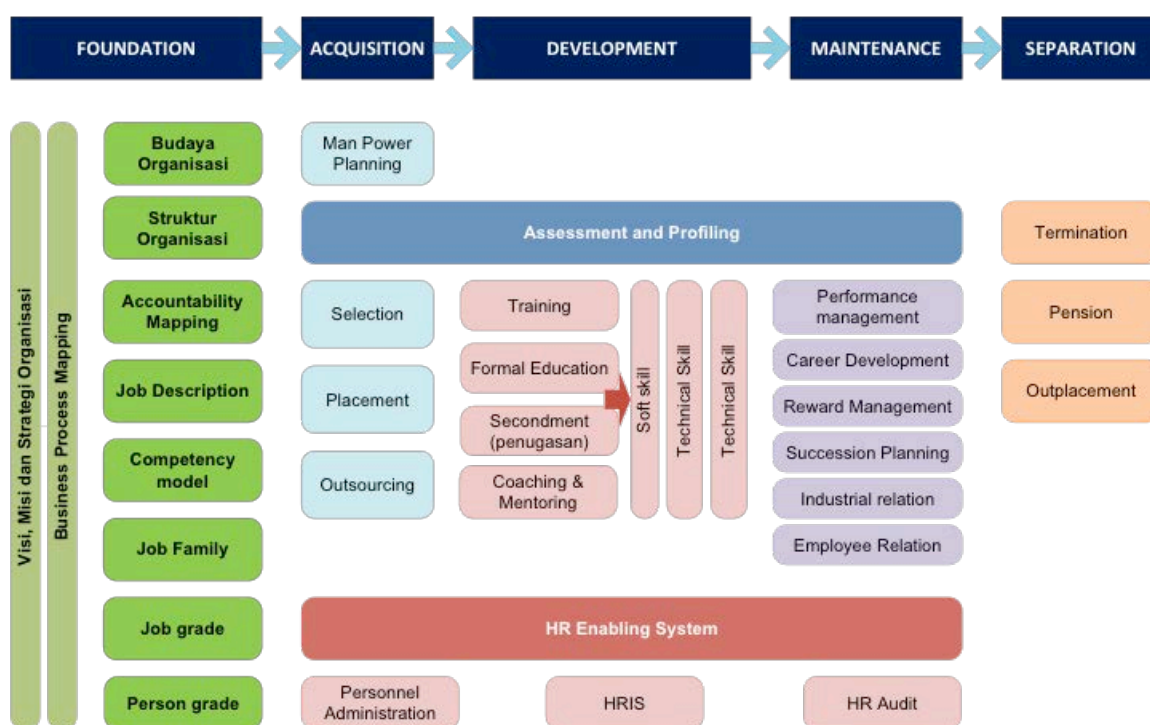 FOUNDATION
ACQUISITION
DEVELOPMENT
MAINTENANCE
SEPARATION
Visi, Misi dan Strategi Organisasi
Business Process Mapping
Budaya
Organisasi
Struktur
Organisasi
Accountability
Mapping
Job Description
Competency
model
Job Family
Job grade
Person grade
Man Power
Planning
Assessment and Profiling
Selection
Placement
Outsourcing
Training
Formal Education
Secondment
(penugasan)
Coaching &
Mentoring
Soft skill
Technical Skill
Technical Skill
Performance
management
Career Development
Reward Management
Succession Planning
Industrial relation
Employee Relation
Termination
Pension
Outplacement
HR Enabling System
Personnel
Administration
HRIS
HR Audit